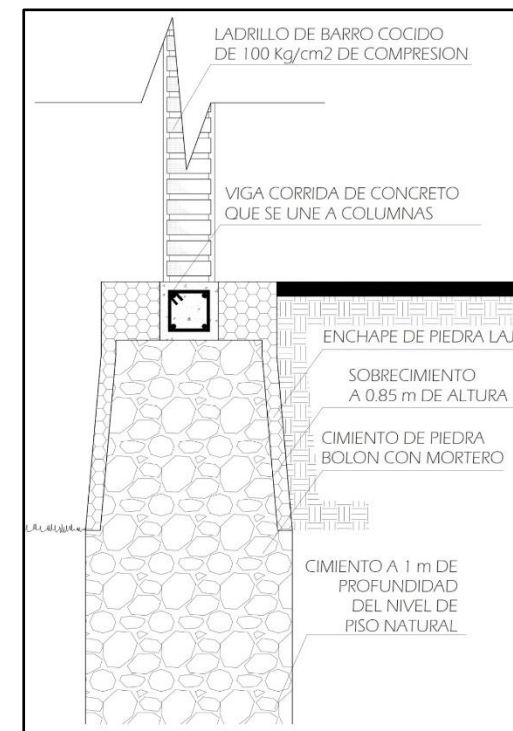 LADRILLO DE BARRO COCIDO
DE 100 Kg/cm2 DE COMPRESION
VIGA CORRIDA DE CONCRETO
QUE SE UNE A COLUMNAS
ENCHAPE DE PIEDRA LAJ
SOBRECIMIENTO
A 0.85 m DE ALTURA
CIMIENTO DE PIEDRA
BOLON CON MORTERO
CIMIENTO A 1 m DE
PROFUNDIDAD
DEL NIVEL DE
PISO NATURAL